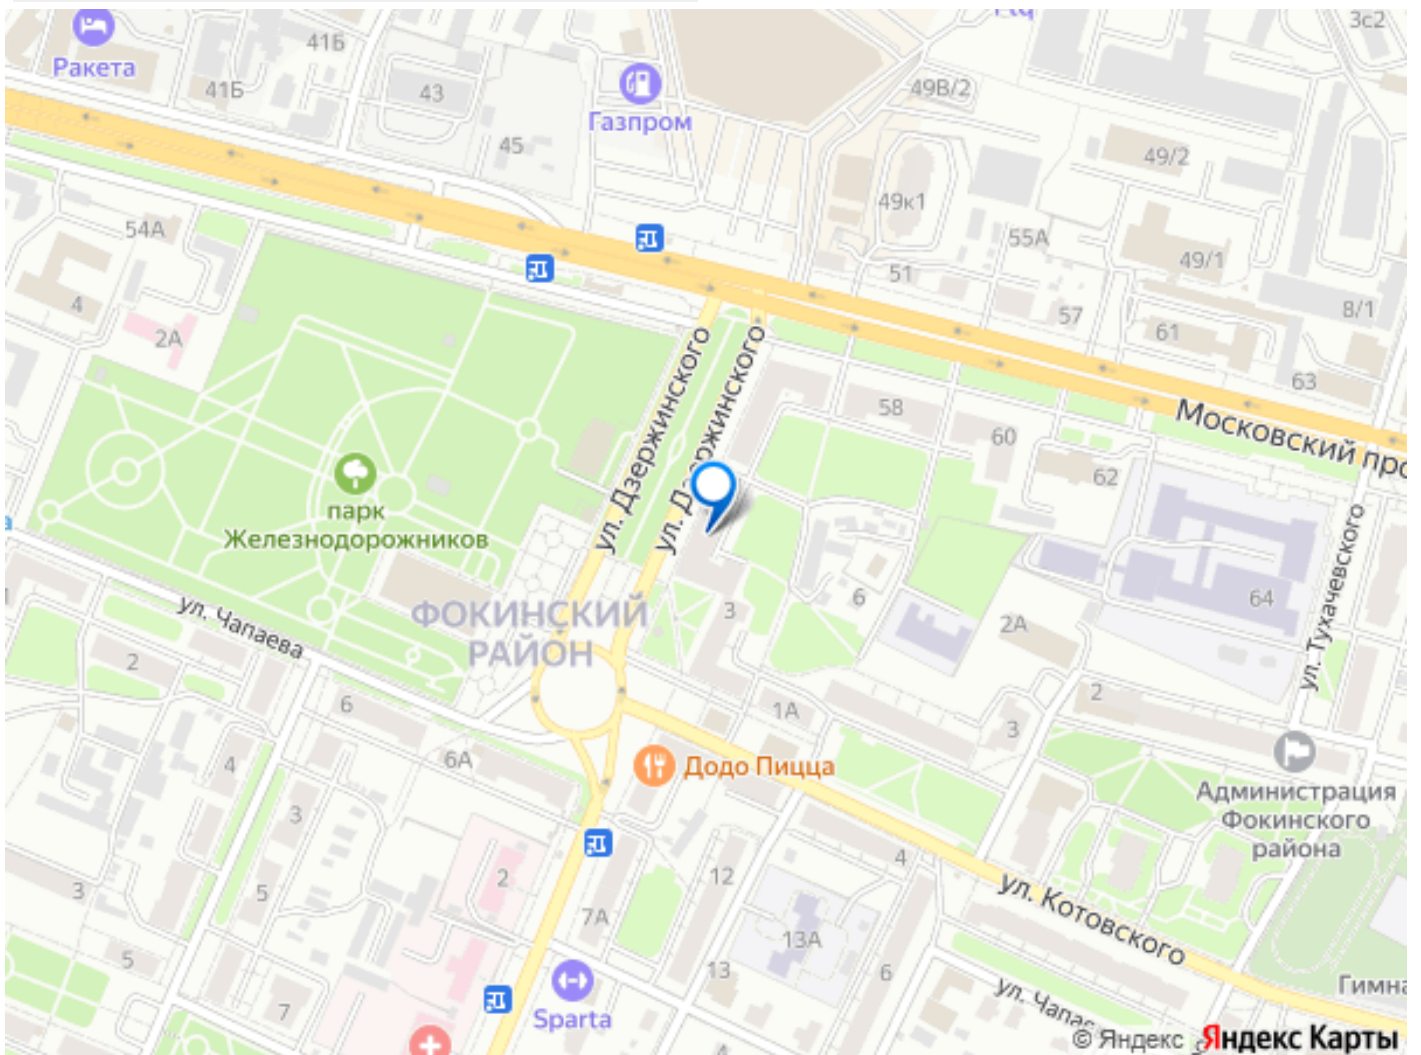 Ракета
41Б
41Б
43
45
Газпром
49В/2
3с2
49/2
49к1
55А
49/1
51
57
61
8/1
63
54А
4
2А
ул. Дзержинского
ул. Дзержинского
58
60
62
Московский про
парк
Железнодорожников
ул. Чапаева
ФОКИНСКИЙ
РАЙОН
3
6
2А
64
ул. Тухачевского
2
6
6А
4
3
5
3
5
7
1А
3
2
Додо Пицца
Администрация
Фокинского
района
2
7А
12
13
13А
4
6
ул. Котовского
Sparta
ул. Чапас
Гимна
© Яндекс
Яндекс Карты